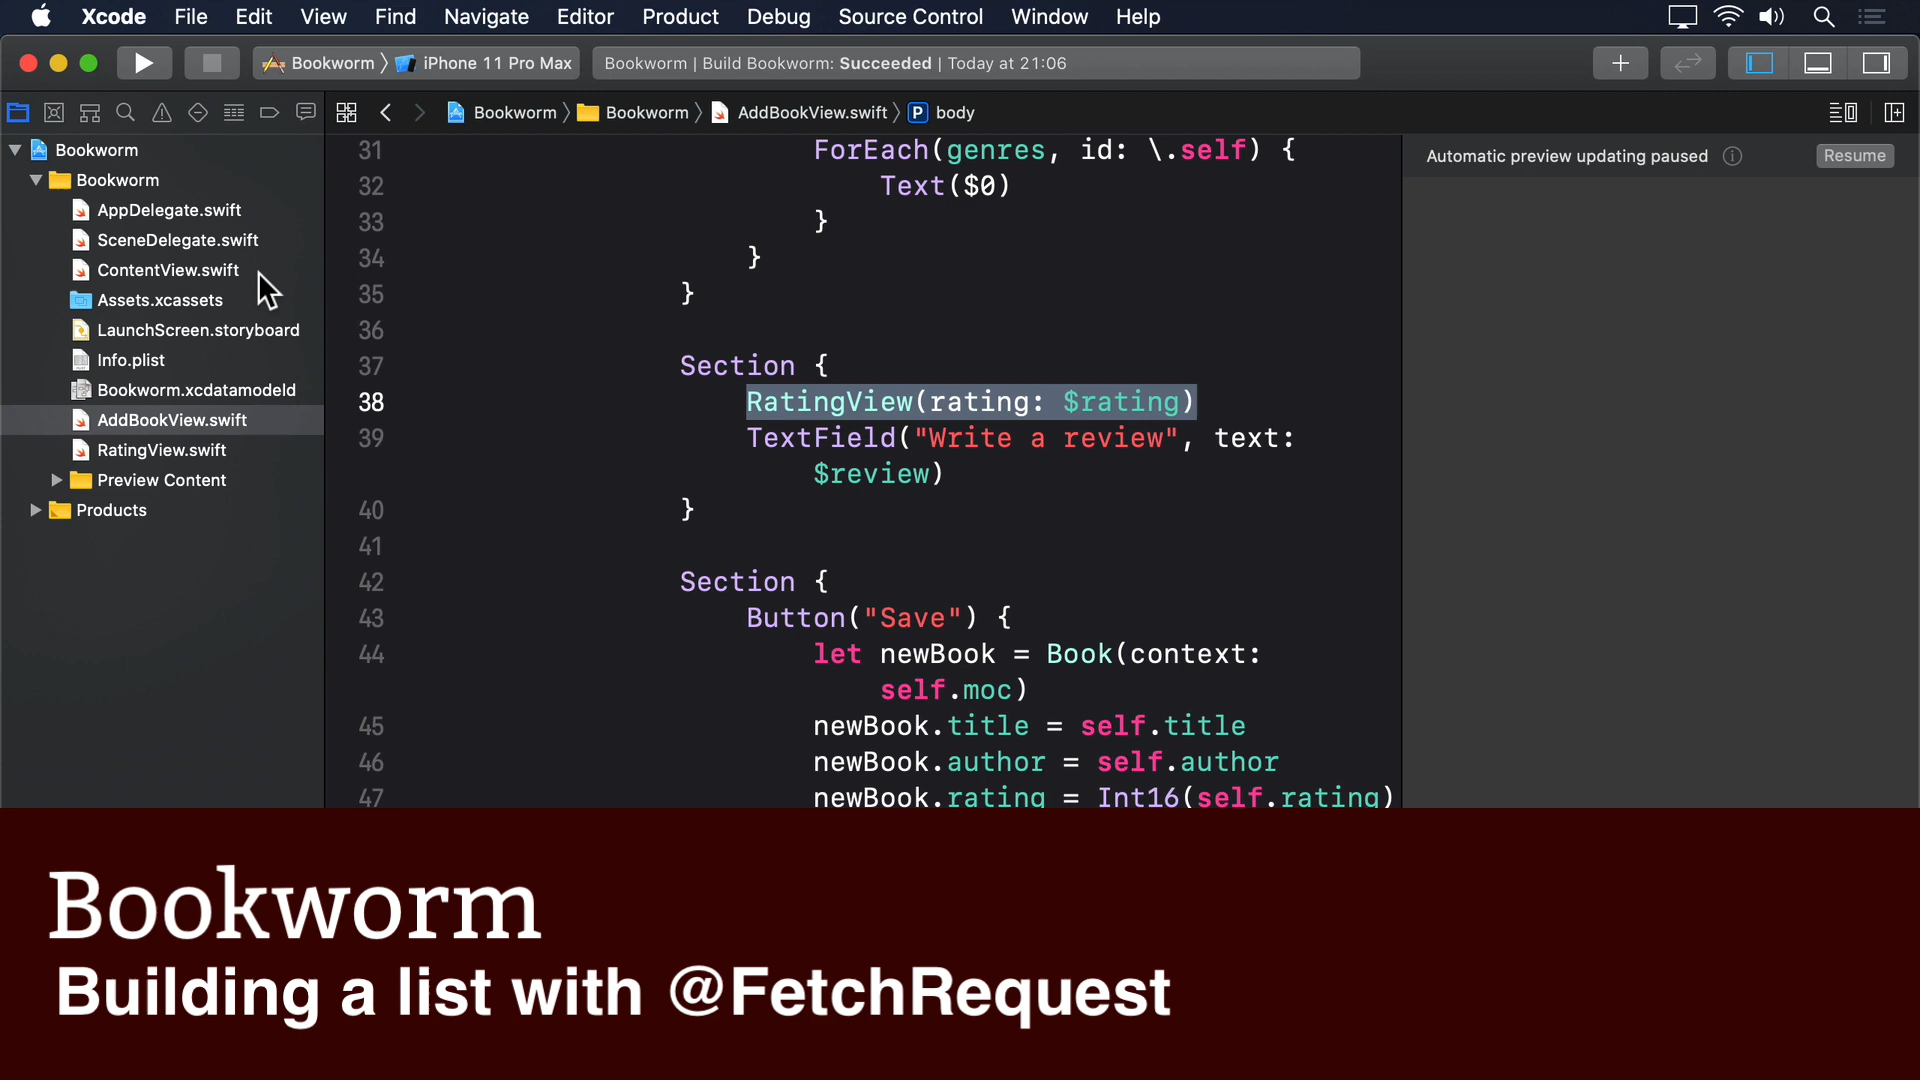 Xcode File Edit View Find Navigate Editor Product Debug Source Control Window Help
Bookworm 〉 iPhone 11 Pro Max
Bookworm | Build Bookworm: Succeeded | Today at 21:06
Bookworm 〉 Bookworm 〉 AddBookView.swift 〉 P body
Bookworm
Bookworm
AppDelegate.swift
SceneDelegate.swift
ContentView.swift
Assets.xcassets
LaunchScreen.storyboard
Info.plist
Bookworm.xcdatamodeld
AddBookView.swift
RatingView.swift
Preview Content
Products
31 ForEach(genres, id: \.self) {
32 Text($0)
33 }
34 }
35 }
36
37 Section {
38 RatingView(rating: $rating)
39 TextField("Write a review", text:
$review)
40 }
41
42 Section {
43 Button("Save") {
44 let newBook = Book(context:
self.moc)
45 newBook.title = self.title
46 newBook.author = self.author
47 newBook.rating = Int16(self.rating)
Automatic preview updating paused
Resume
Bookworm
Building a list with @FetchRequest